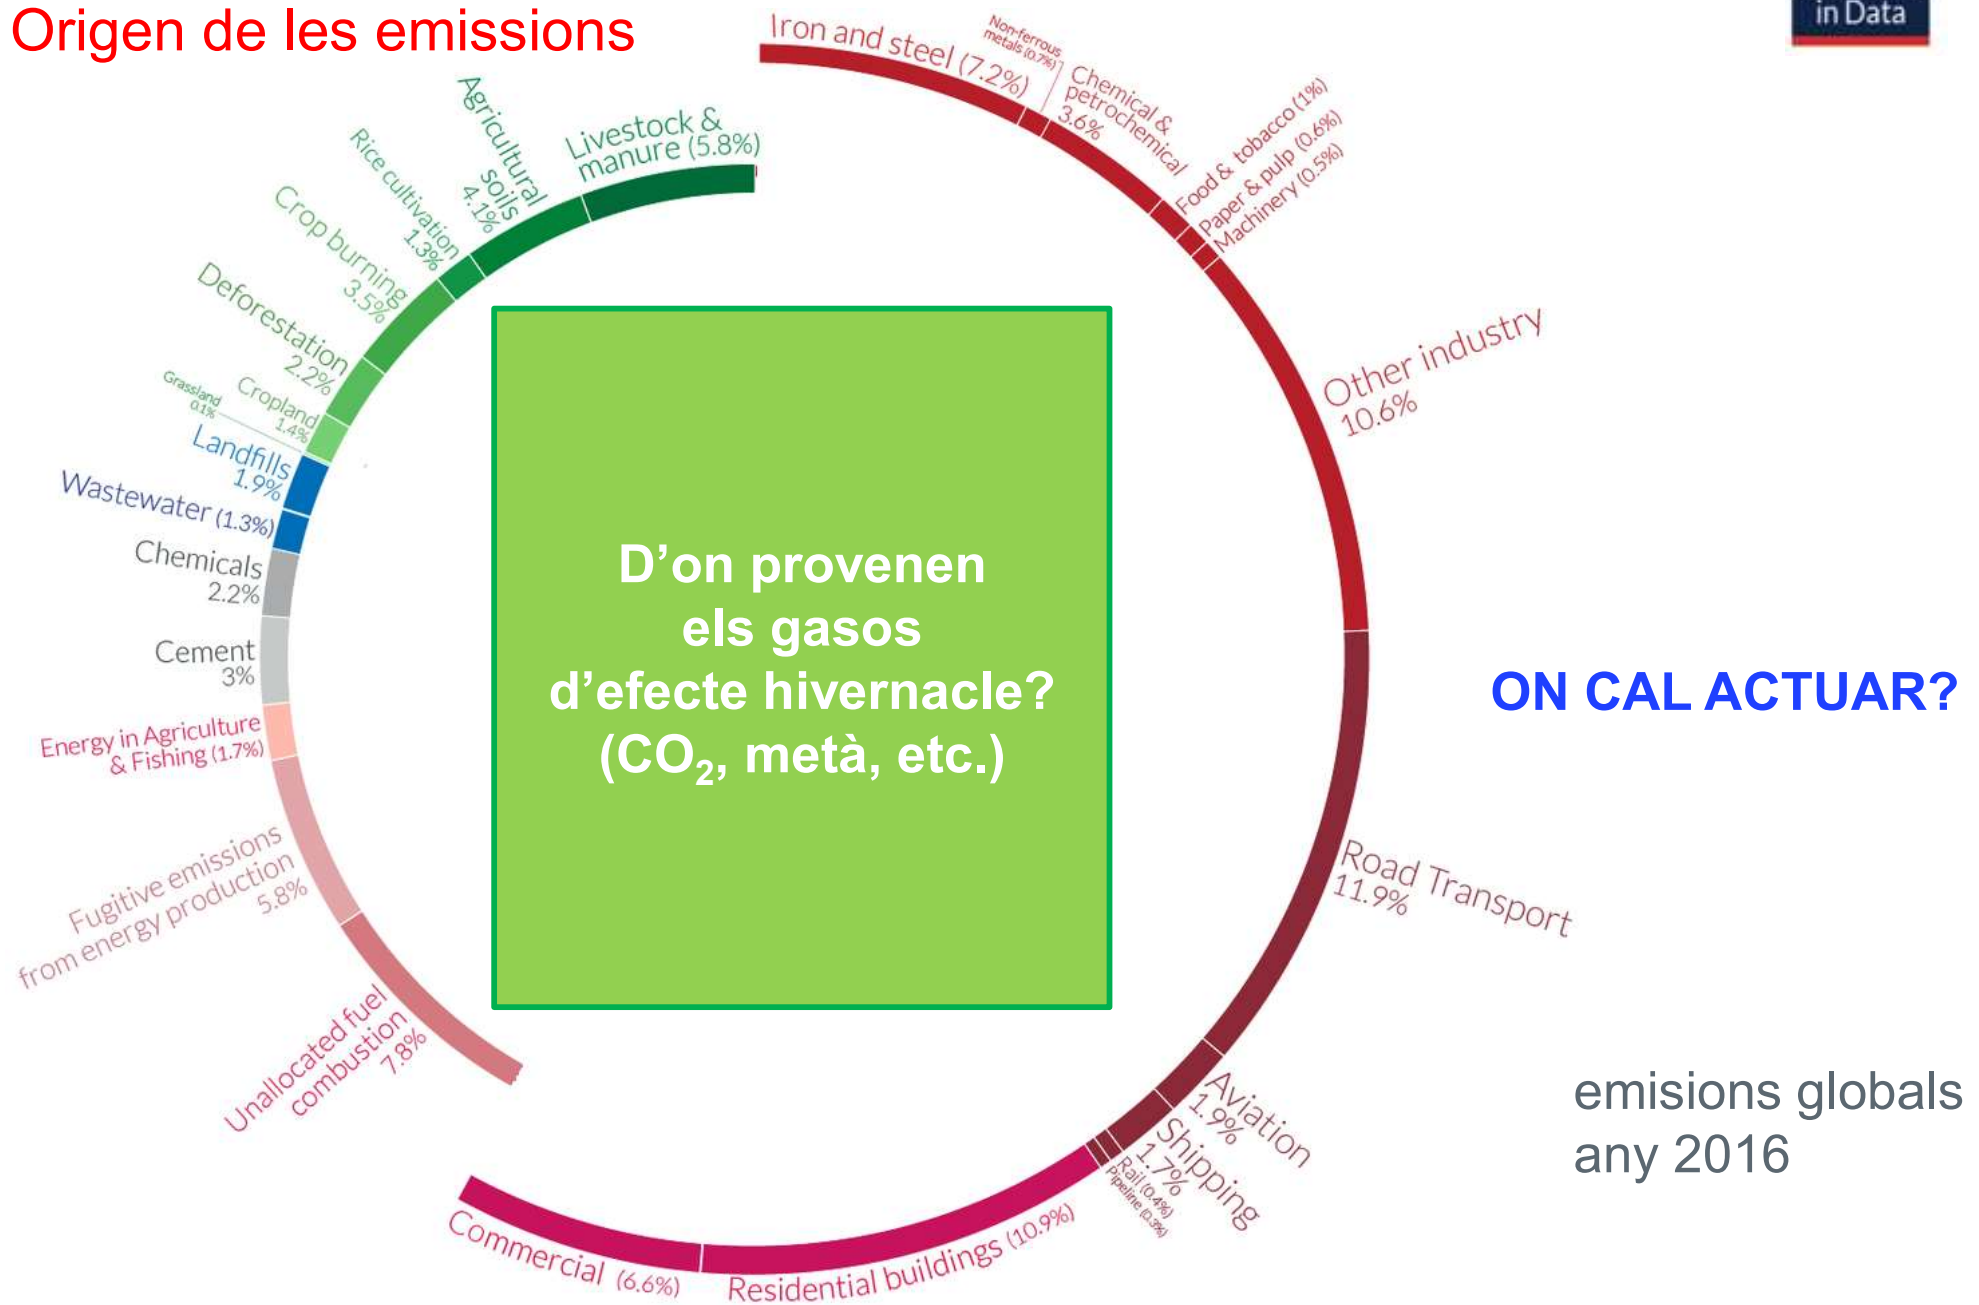 Origen de les emissions
in Data
Iron and steel (7.2%)
Non-ferrous
metals (0.7%)
Chemical &
petrochemical
3.6%
Food & tobacco (1%)
Paper & pulp (0.6%)
Machinery (0.5%)
Other industry
10.6%
Road Transport
11.9%
Aviation
1.9%
Shipping
1.7%
Rail (0.4%)
Pipeline (0.3%)
Residential buildings (10.9%)
Commercial (6.6%)
Unallocated fuel
combustion
7.8%
Fugitive emissions
from energy production
5.8%
Energy in Agriculture
& Fishing (1.7%)
Cement
3%
Chemicals
2.2%
Wastewater (1.3%)
Landfills
1.9%
Grassland
0.1%
Cropland
1.4%
Deforestation
2.2%
Crop burning
3.5%
Rice cultivation
1.3%
Agricultural
soils
4.1%
Livestock &
manure (5.8%)
D’on provenen
els gasos
d’efecte hivernacle?
(CO₂, metà, etc.)
ON CAL ACTUAR?
emisions globals
any 2016